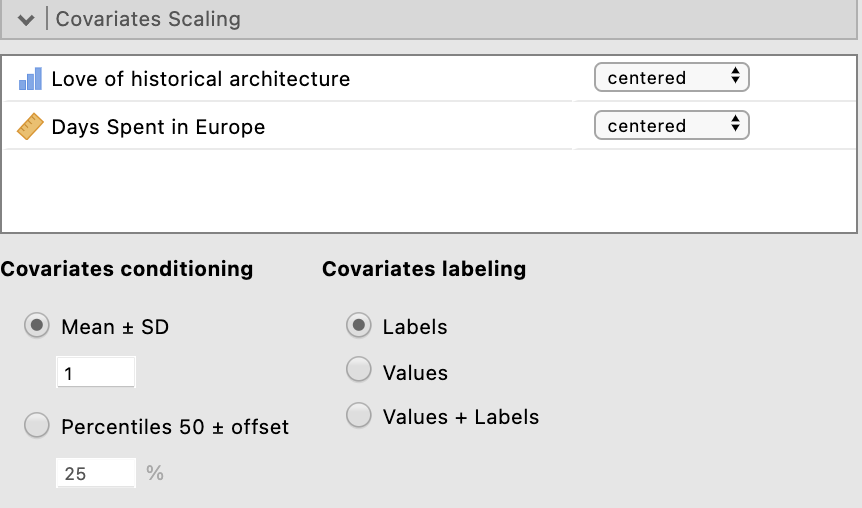 Covariates Scaling
Love of historical architecture centered
Days Spent in Europe centered
Covariates conditioning Covariates labeling
Mean ± SD Labels
1 Values
Percentiles 50 ± offset Values + Labels
25 %